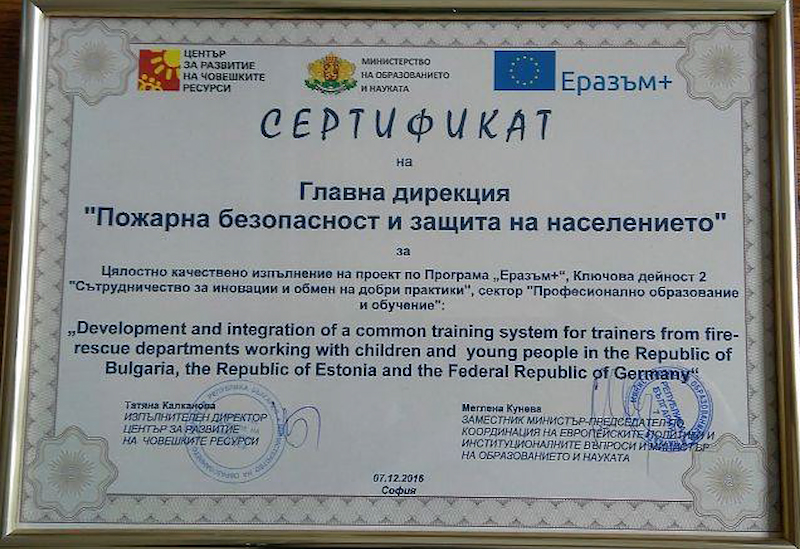 ЦЕНТЪР
ЗА РАЗВИТИЕ
НА ЧОВЕШКИТЕ
РЕСУРСИ
МИНИСТЕРСТВО
НА ОБРАЗОВАНИЕТО
И НАУКАТА
Еразъм+
СЕРТИФИКАТ
на
Главна дирекция
"Пожарна безопасност и защита на населението"
за
Цялостно качествено изпълнение на проект по Програма „Еразъм+“, Ключова дейност 2
"Сътрудничество за иновации и обмен на добри практики", сектор "Професионално образование
и обучение":
„Development and integration of a common training system for trainers from fire-
rescue departments working with children and young people in the Republic of
Bulgaria, the Republic of Estonia and the Federal Republic of Germany“
Татяна Калканова
ИЗПЪЛНИТЕЛЕН ДИРЕКТОР
ЦЕНТЪР ЗА РАЗВИТИЕ
НА ЧОВЕШКИТЕ РЕСУРСИ
Меглена Кунева
ЗАМЕСТНИК МИНИСТЪР-ПРЕДСЕДАТЕЛ ПО
КООРДИНАЦИЯ НА ЕВРОПЕЙСКИТЕ ПОЛИТИКИ И
ИНСТИТУЦИОНАЛНИТЕ ВЪПРОСИ И МИНИСТЪР
НА ОБРАЗОВАНИЕТО И НАУКАТА
07.12.2016
София